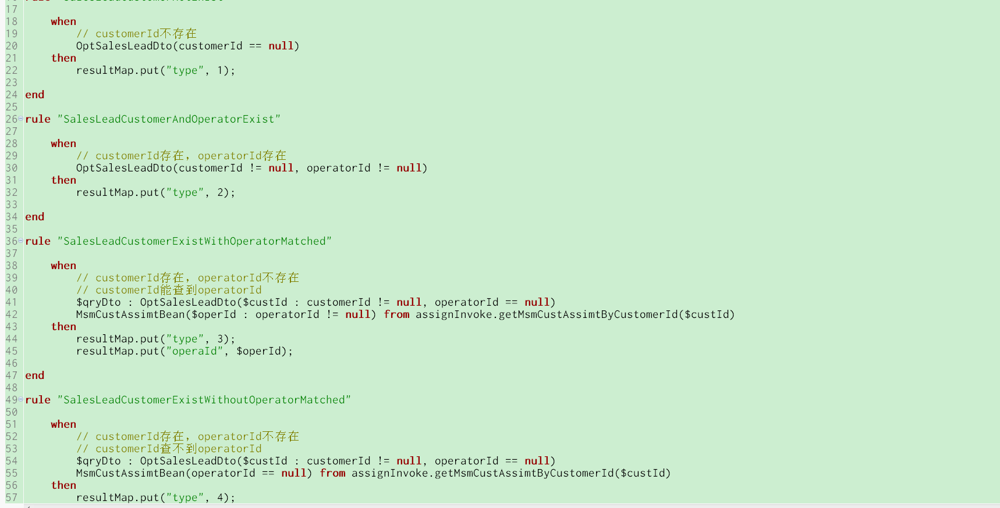 17
18 when
19 // customerId不存在
20 OptSalesLeadDto(customerId == null)
21 then
22 resultMap.put("type", 1);
23
24 end
25
26 rule "SalesLeadCustomerAndOperatorExist"
27
28 when
29 // customerId存在, operatorId存在
30 OptSalesLeadDto(customerId != null, operatorId != null)
31 then
32 resultMap.put("type", 2);
33
34 end
35
36 rule "SalesLeadCustomerExistWithOperatorMatched"
37
38 when
39 // customerId存在, operatorId不存在
40 // customerId能查到operatorId
41 $qryDto : OptSalesLeadDto($custId : customerId != null, operatorId == null)
42 MsmCustAssimtBean($operId : operatorId != null) from assignInvoke.getMsmCustAssimtByCustomerId($custId)
43 then
44 resultMap.put("type", 3);
45 resultMap.put("operaId", $operId);
46
47 end
48
49 rule "SalesLeadCustomerExistWithoutOperatorMatched"
50
51 when
52 // customerId存在, operatorId不存在
53 // customerId查不到operatorId
54 $qryDto : OptSalesLeadDto($custId : customerId != null, operatorId == null)
55 MsmCustAssimtBean(operatorId == null) from assignInvoke.getMsmCustAssimtByCustomerId($custId)
56 then
57 resultMap.put("type", 4);